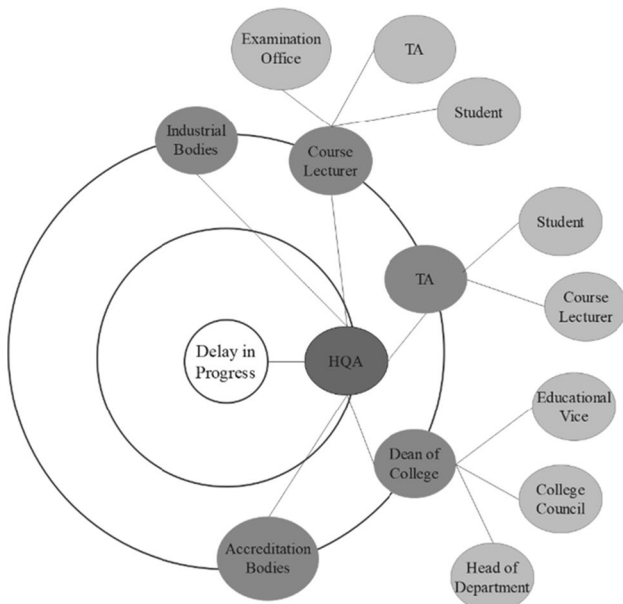 Examination
Office
TA
Student
Industrial
Bodies
Course
Lecturer
Student
TA
Course
Lecturer
Delay in
Progress
HQA
Educational
Vice
Dean of
College
College
Council
Accreditation
Bodies
Head of
Department